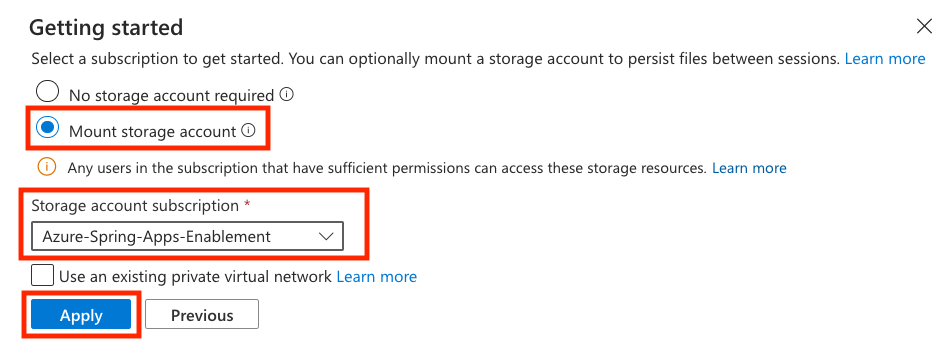 Getting started
Select a subscription to get started. You can optionally mount a storage account to persist files between sessions. Learn more
No storage account required
Mount storage account
Any users in the subscription that have sufficient permissions can access these storage resources. Learn more
Storage account subscription *
Azure-Spring-Apps-Enablement
Use an existing private virtual network Learn more
Apply Previous